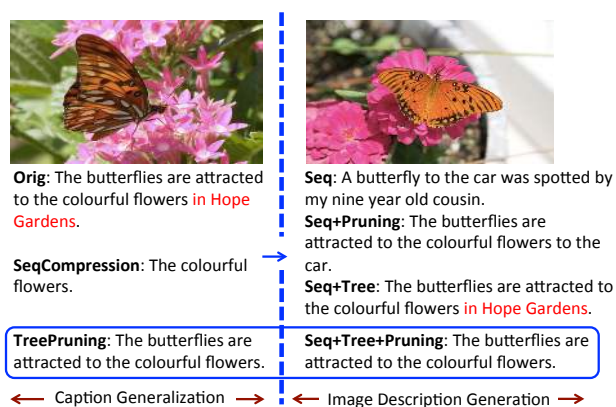 Orig: The butterflies are attracted
to the colourful flowers in Hope
Gardens.
SeqCompression: The colourful
flowers.
TreePruning: The butterflies are
attracted to the colourful flowers.
Caption Generalization
Seq: A butterfly to the car was spotted by
my nine year old cousin.
Seq+Pruning: The butterflies are
attracted to the colourful flowers to the
car.
Seq+Tree: The butterflies are attracted to
the colourful flowers in Hope Gardens.
Seq+Tree+Pruning: The butterflies are
attracted to the colourful flowers.
Image Description Generation